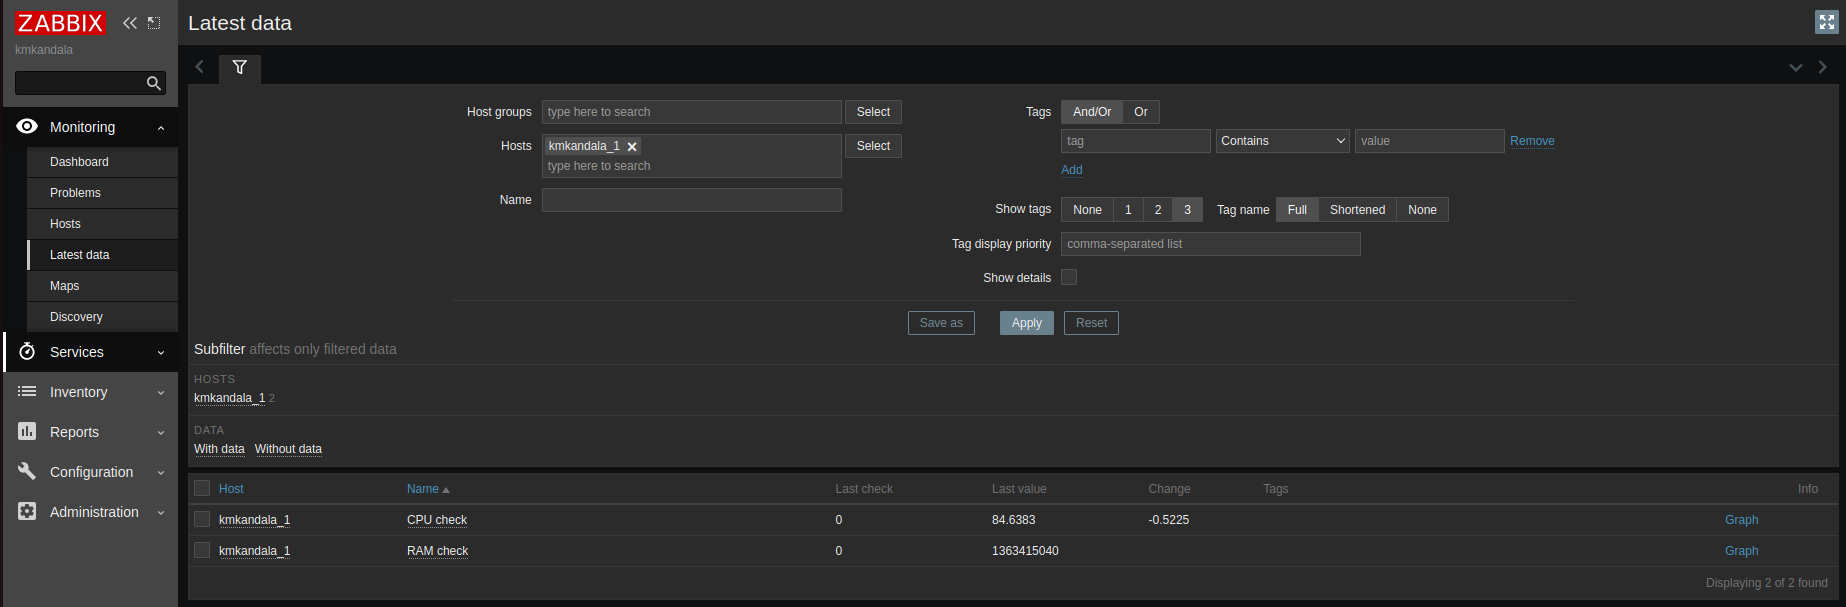 ZABBIX
kmkandala
Monitoring
Dashboard
Problems
Hosts
Latest data
Maps
Discovery
Services
Inventory
Reports
Configuration
Administration
Latest data
Host groups type here to search Select
Hosts kmkandala_1 Select
type here to search
Name
Tags And/Or Or
tag Contains value Remove
Add
Show tags None 1 2 3 Tag name Full Shortened None
Tag display priority comma-separated list
Show details
Save as Apply Reset
Subfilter affects only filtered data
HOSTS
kmkandala_1 2
DATA
With data Without data
Host Name Last check Last value Change Tags Info
kmkandala_1 CPU check 0 84.6383 -0.5225 Graph
kmkandala_1 RAM check 0 1363415040 Graph
Displaying 2 of 2 found